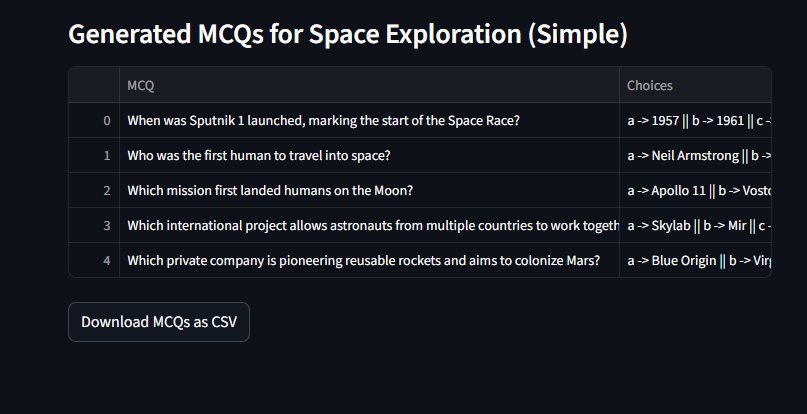 Generated MCQs for Space Exploration (Simple)
MCQ Choices
0 When was Sputnik 1 launched, marking the start of the Space Race? a -> 1957 || b -> 1961 || c -
1 Who was the first human to travel into space? a -> Neil Armstrong || b ->
2 Which mission first landed humans on the Moon? a -> Apollo 11 || b -> Vosto
3 Which international project allows astronauts from multiple countries to work togeth a -> Skylab || b -> Mir || c -
4 Which private company is pioneering reusable rockets and aims to colonize Mars? a -> Blue Origin || b -> Virg
Download MCQs as CSV